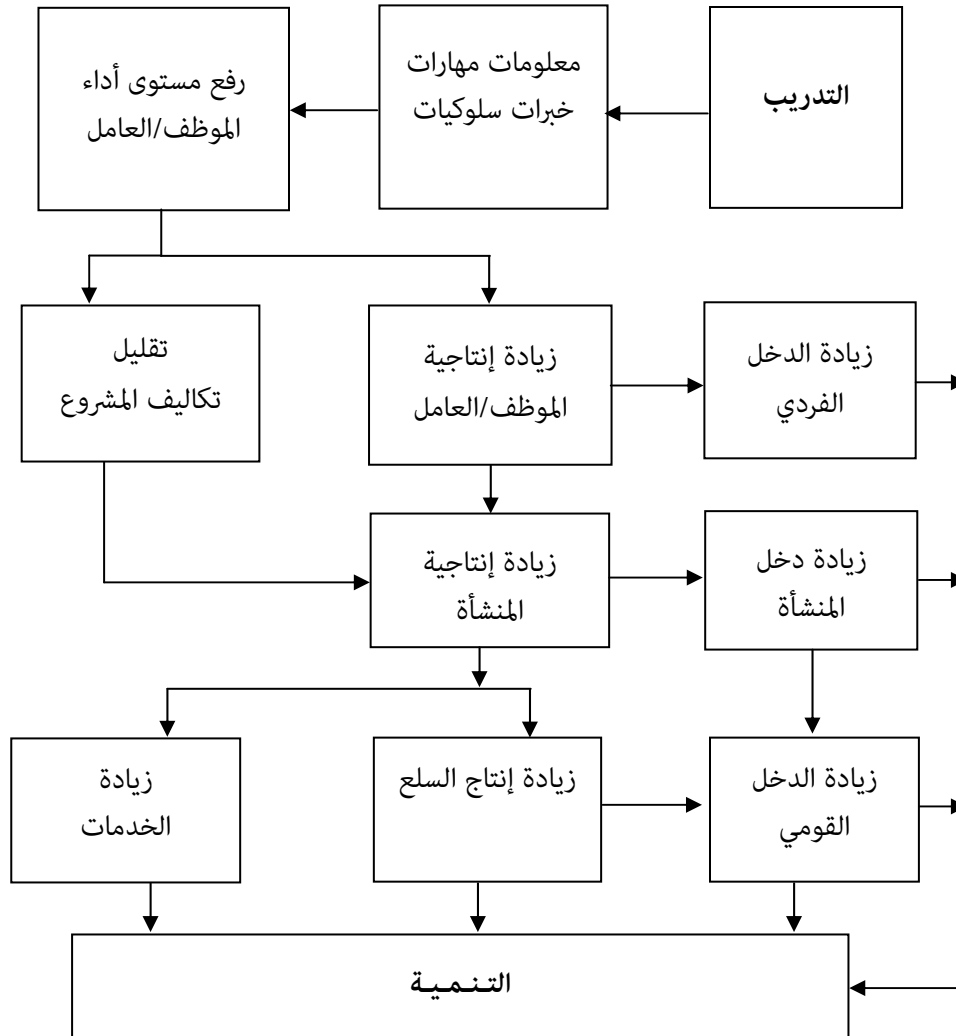 التدريب
معلومات مهارات
خبرات سلوكيات
رفع مستوى أداء
الموظف/العامل
تقليل
تكاليف المشروع
زيادة إنتاجية
الموظف/العامل
زيادة الدخل
الفردي
زيادة إنتاجية
المنشأة
زيادة دخل
المنشأة
زيادة
الخدمات
زيادة إنتاج السلع
زيادة الدخل
القومي
التـنـمـيـة